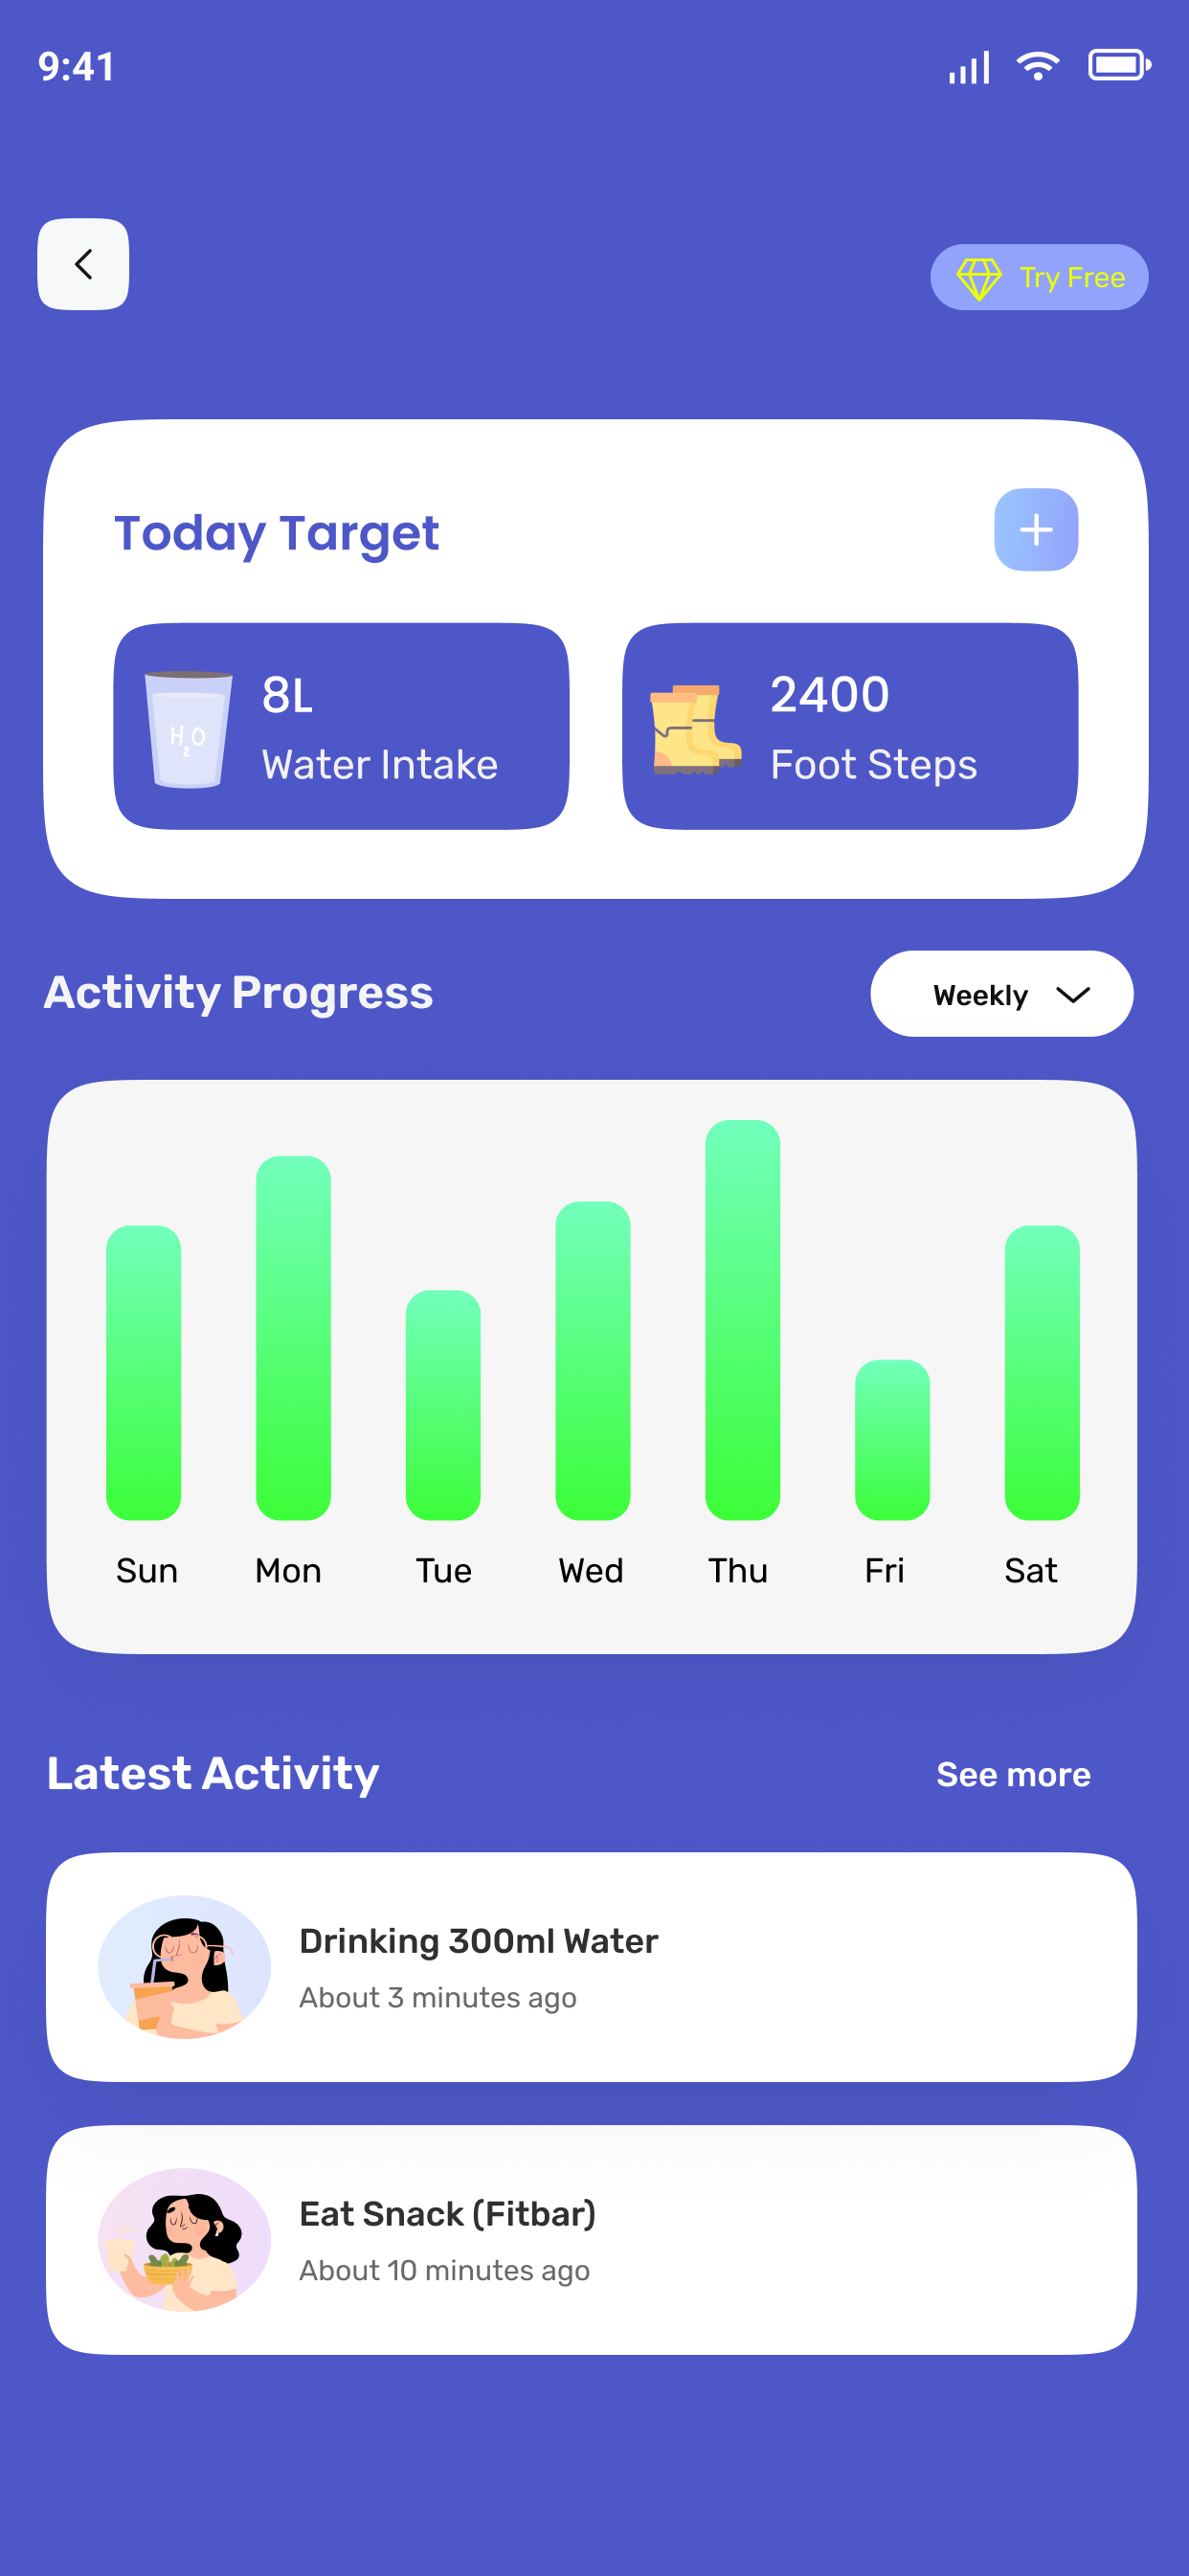 9:41
Try Free
Today Target
8L
Water Intake
H2O
2400
Foot Steps
Activity Progress
Weekly
Sun Mon Tue Wed Thu Fri Sat
Latest Activity
See more
Drinking 300ml Water
About 3 minutes ago
Eat Snack (Fitbar)
About 10 minutes ago